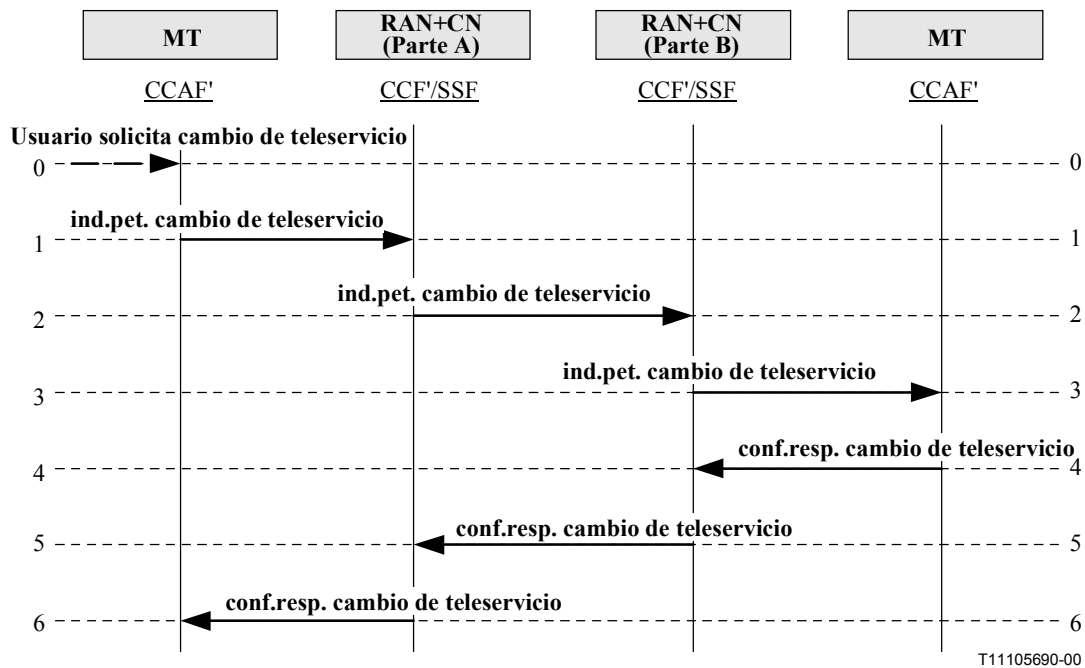 MT
RAN+CN
(Parte A)
RAN+CN
(Parte B)
MT
CCAF'
CCF'/SSF
CCF'/SSF
CCAF'
Usuario solicita cambio de teleservicio
0 0
ind.pet. cambio de teleservicio
1 1
ind.pet. cambio de teleservicio
2 2
ind.pet. cambio de teleservicio
3 3
conf.resp. cambio de teleservicio
4 4
conf.resp. cambio de teleservicio
5 5
conf.resp. cambio de teleservicio
6 6
T11105690-00